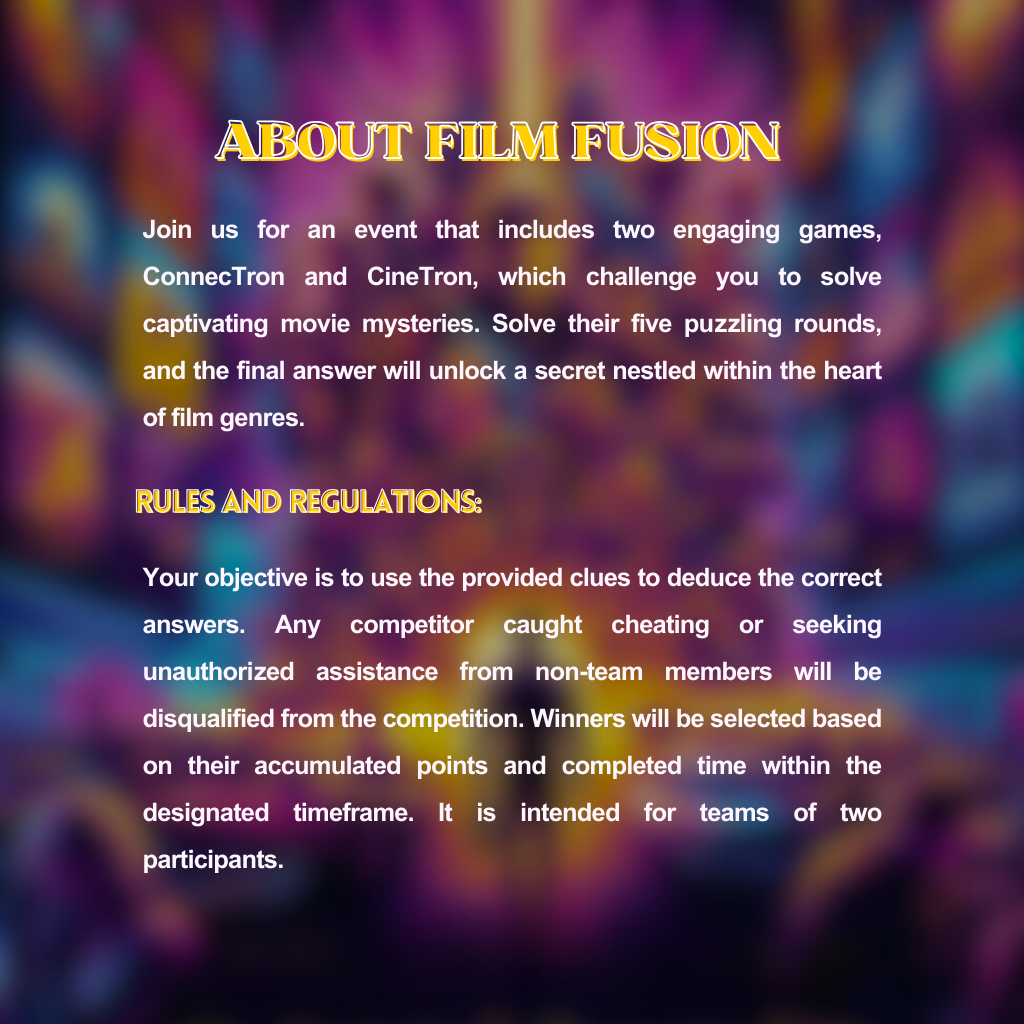 ABOUT FILM FUSION
Join us for an event that includes two engaging games,
ConnecTron and CineTron, which challenge you to solve
captivating movie mysteries. Solve their five puzzling rounds,
and the final answer will unlock a secret nestled within the heart
of film genres.
RULES AND REGULATIONS:
Your objective is to use the provided clues to deduce the correct
answers. Any competitor caught cheating or seeking
unauthorized assistance from non-team members will be
disqualified from the competition. Winners will be selected based
on their accumulated points and completed time within the
designated timeframe. It is intended for teams of two
participants.